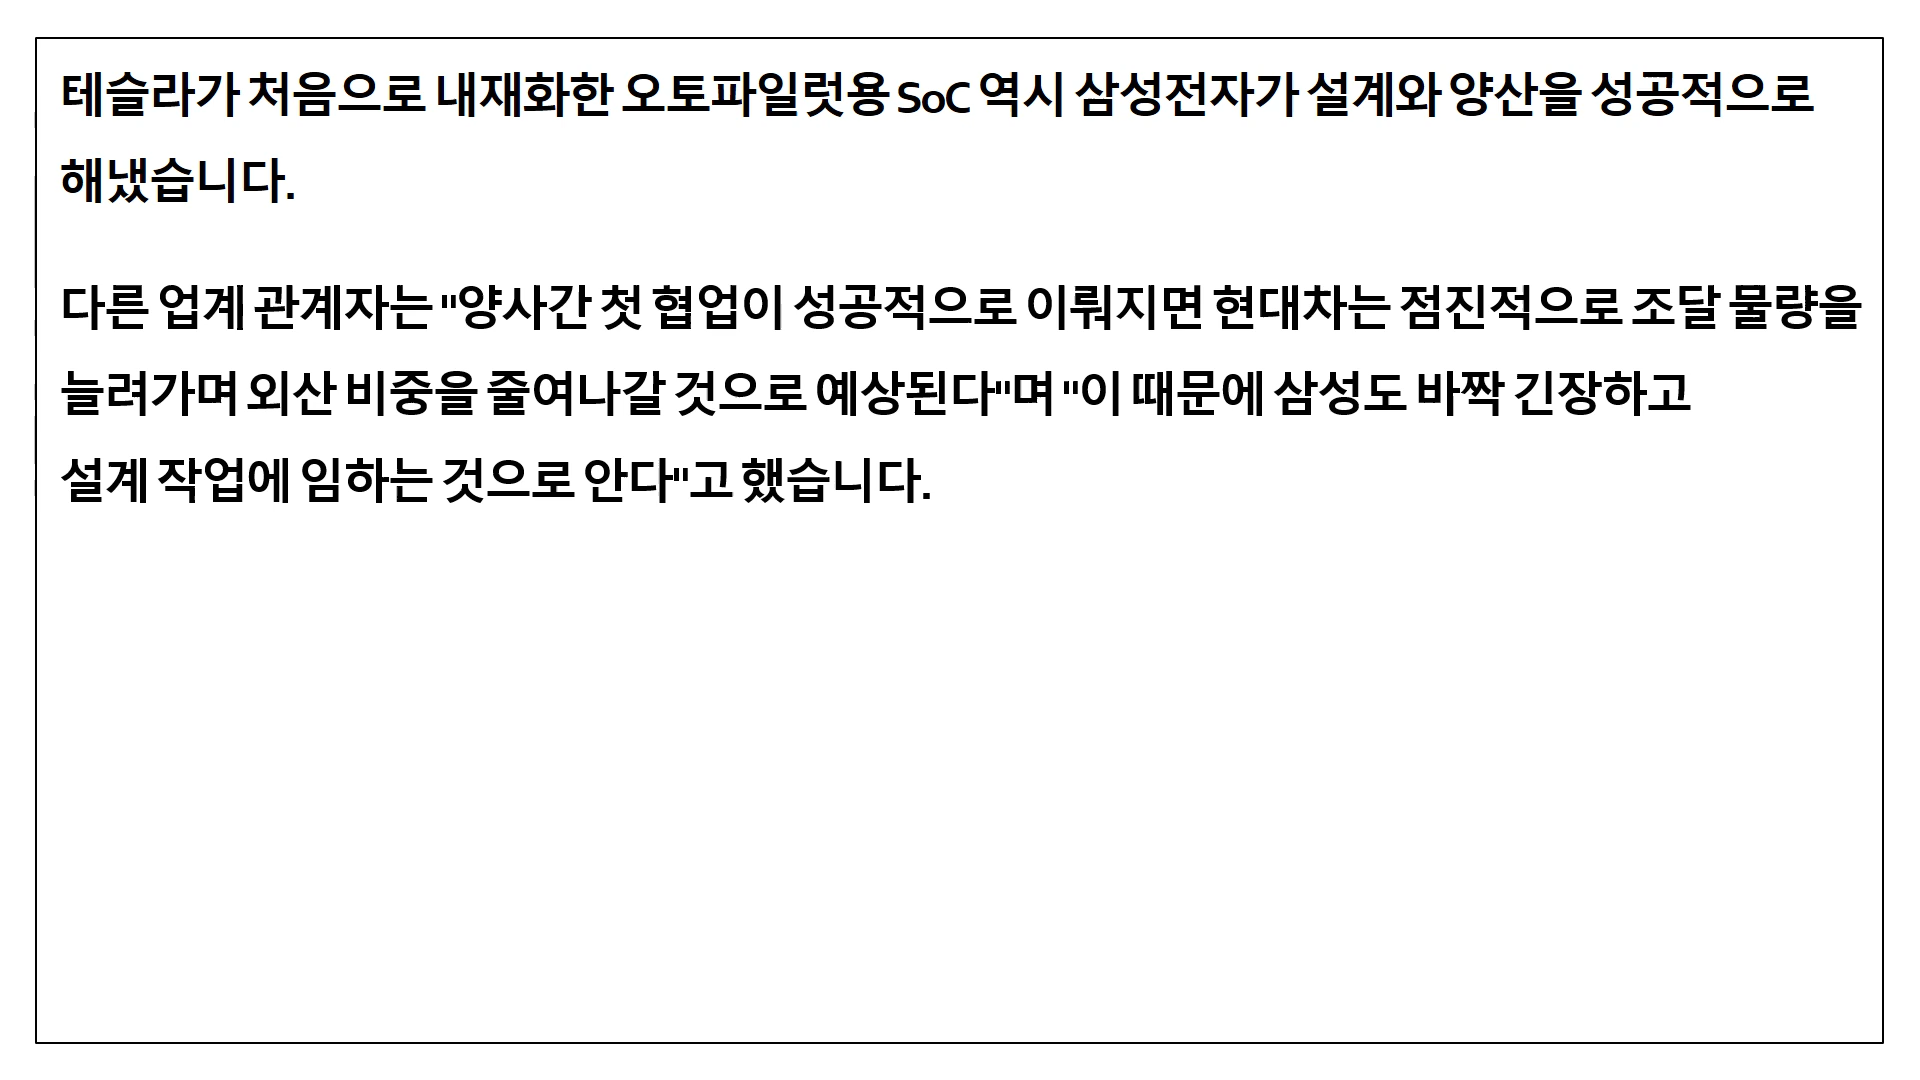 테슬라가 처음으로 내재화한 오토파일럿용 SoC 역시 삼성전자가 설계와 양산을 성공적으로
해냈습니다.
다른 업계 관계자는 "양사간 첫 협업이 성공적으로 이뤄지면 현대차는 점진적으로 조달 물량을
늘려가며 외산 비중을 줄여나갈 것으로 예상된다"며 "이 때문에 삼성도 바짝 긴장하고
설계 작업에 임하는 것으로 안다"고 했습니다.